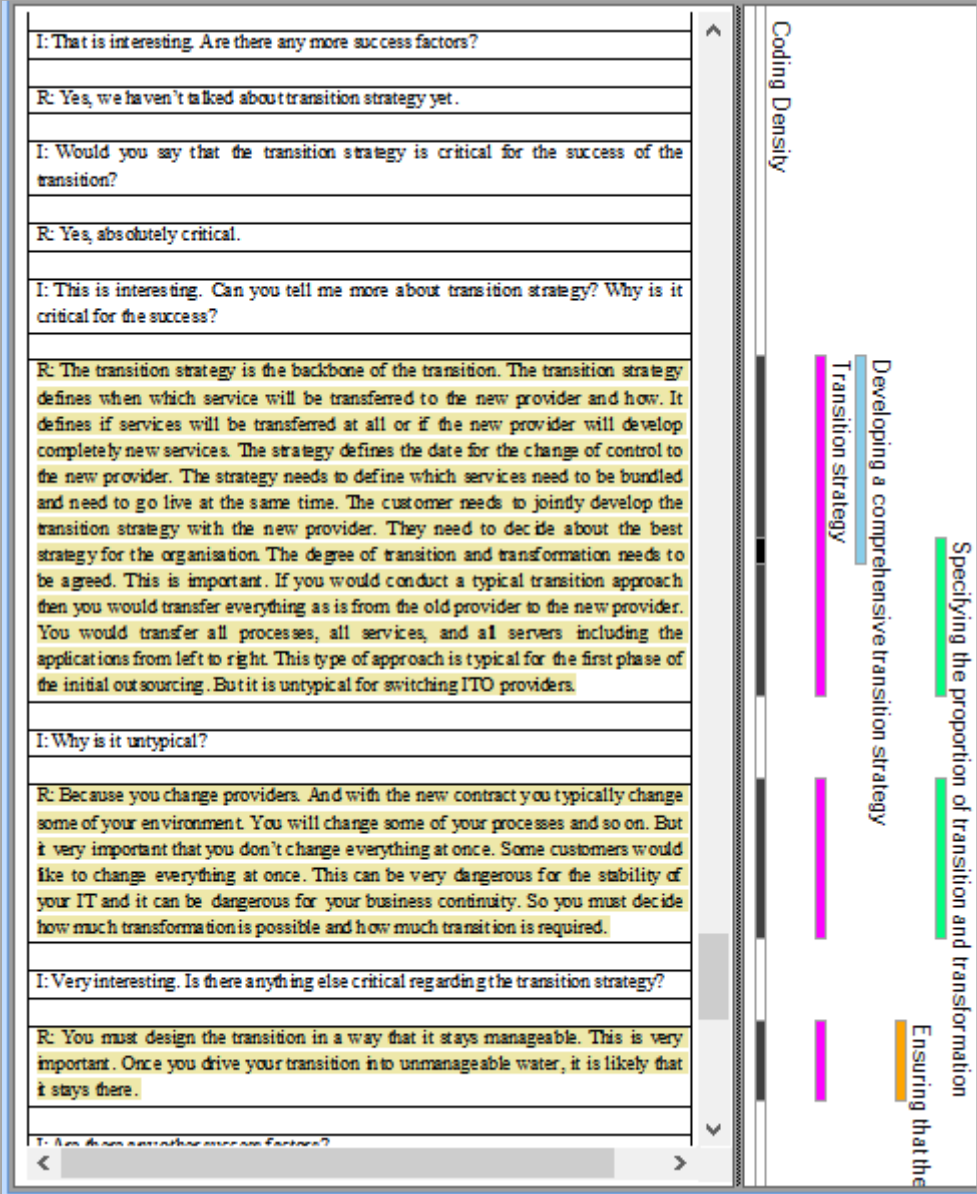 I: That is interesting. Are there any more success factors?
R: Yes, we haven't talked about transition strategy yet.
I: Would you say that the transition strategy is critical for the success of the
transition?
R: Yes, absolutely critical.
I: This is interesting. Can you tell me more about transition strategy? Why is it
critical for the success?
R: The transition strategy is the backbone of the transition. The transition strategy
defines when which service will be transferred to the new provider and how. It
defines if services will be transferred at all or if the new provider will develop
completely new services. The strategy defines the date for the change of control to
the new provider. The strategy needs to define which services need to be bundled
and need to go live at the same time. The customer needs to jointly develop the
transition strategy with the new provider. They need to decide about the best
strategy for the organisation. The degree of transition and transformation needs to
be agreed. This is important. If you would conduct a typical transition approach
then you would transfer everything as is from the old provider to the new provider.
You would transfer all processes, all services, and all servers including the
applications from left to right. This type of approach is typical for the first phase of
the initial outsourcing. But it is untypical for switching ITO providers.
I: Why is it untypical?
R: Because you change providers. And with the new contract you typically change
some of your environment. You will change some of your processes and so on. But
it very important that you don't change everything at once. Some customers would
like to change everything at once. This can be very dangerous for the stability of
your IT and it can be dangerous for your business continuity. So you must decide
how much transformation is possible and how much transition is required.
I: Very interesting. Is there anything else critical regarding the transition strategy?
R: You must design the transition in a way that it stays manageable. This is very
important. Once you drive your transition into unmanageable water, it is likely that
it stays there.
I: Are there any other success factors?
Coding Density
Transition strategy
Developing a comprehensive transition strategy
Ensuring that the
Specifying the proportion of transition and transformation